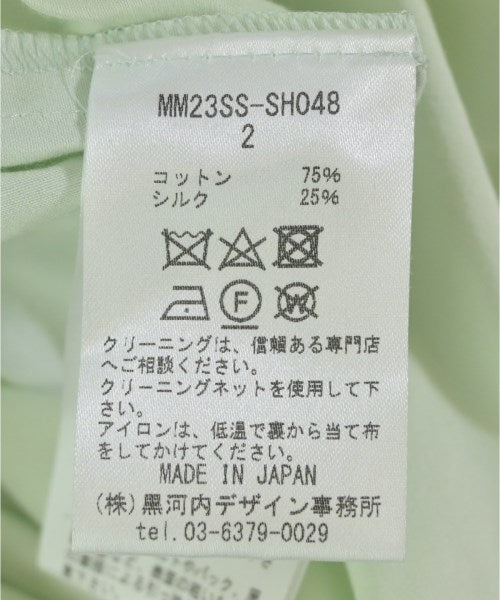 MM23SS-SH048
2
コットン 75%
シルク 25%
F
W
クリーニングは、信頼ある専門店
へご相談ください。
クリーニングネットを使用して下
さい。
アイロンは、低温で裏から当て布
をしてかけてください。
MADE IN JAPAN
(株)黒河内デザイン事務所
tel.03-6379-0029